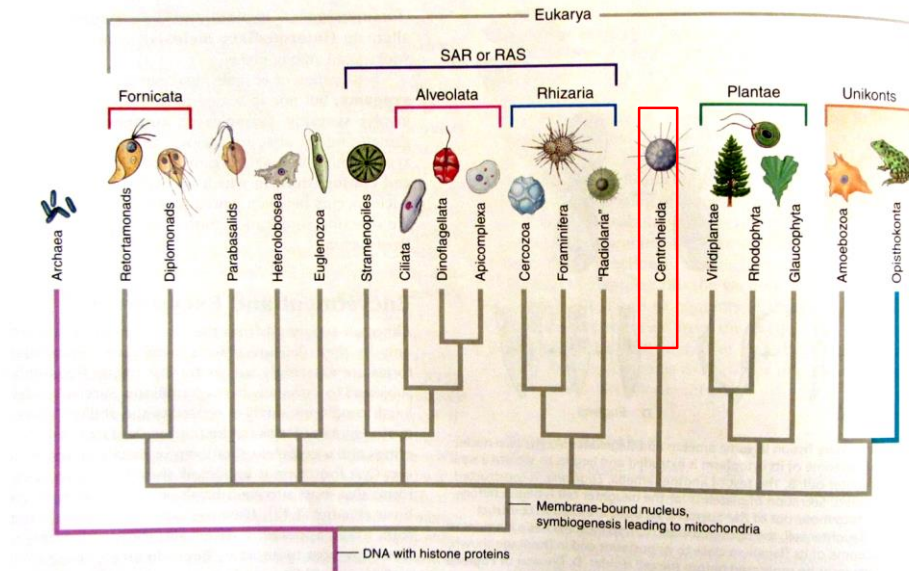 Eukarya
SAR or RAS
Fornicata
Alveolata
Rhizaria
Plantae
Unikonts
Archaea
Retortamonads
Diplomonads
Parabasalids
Heterolobosea
Euglenozoa
Stramenopiles
Ciliata
Dinoflagellata
Apicomplexa
Cercozoa
Foraminifera
"Radiolaria"
Centrohelida
Viridiplantae
Rhodophyta
Glaucophyta
Amoebozoa
Opisthokonta
Membrane-bound nucleus,
symbiogenesis leading to mitochondria
DNA with histone proteins